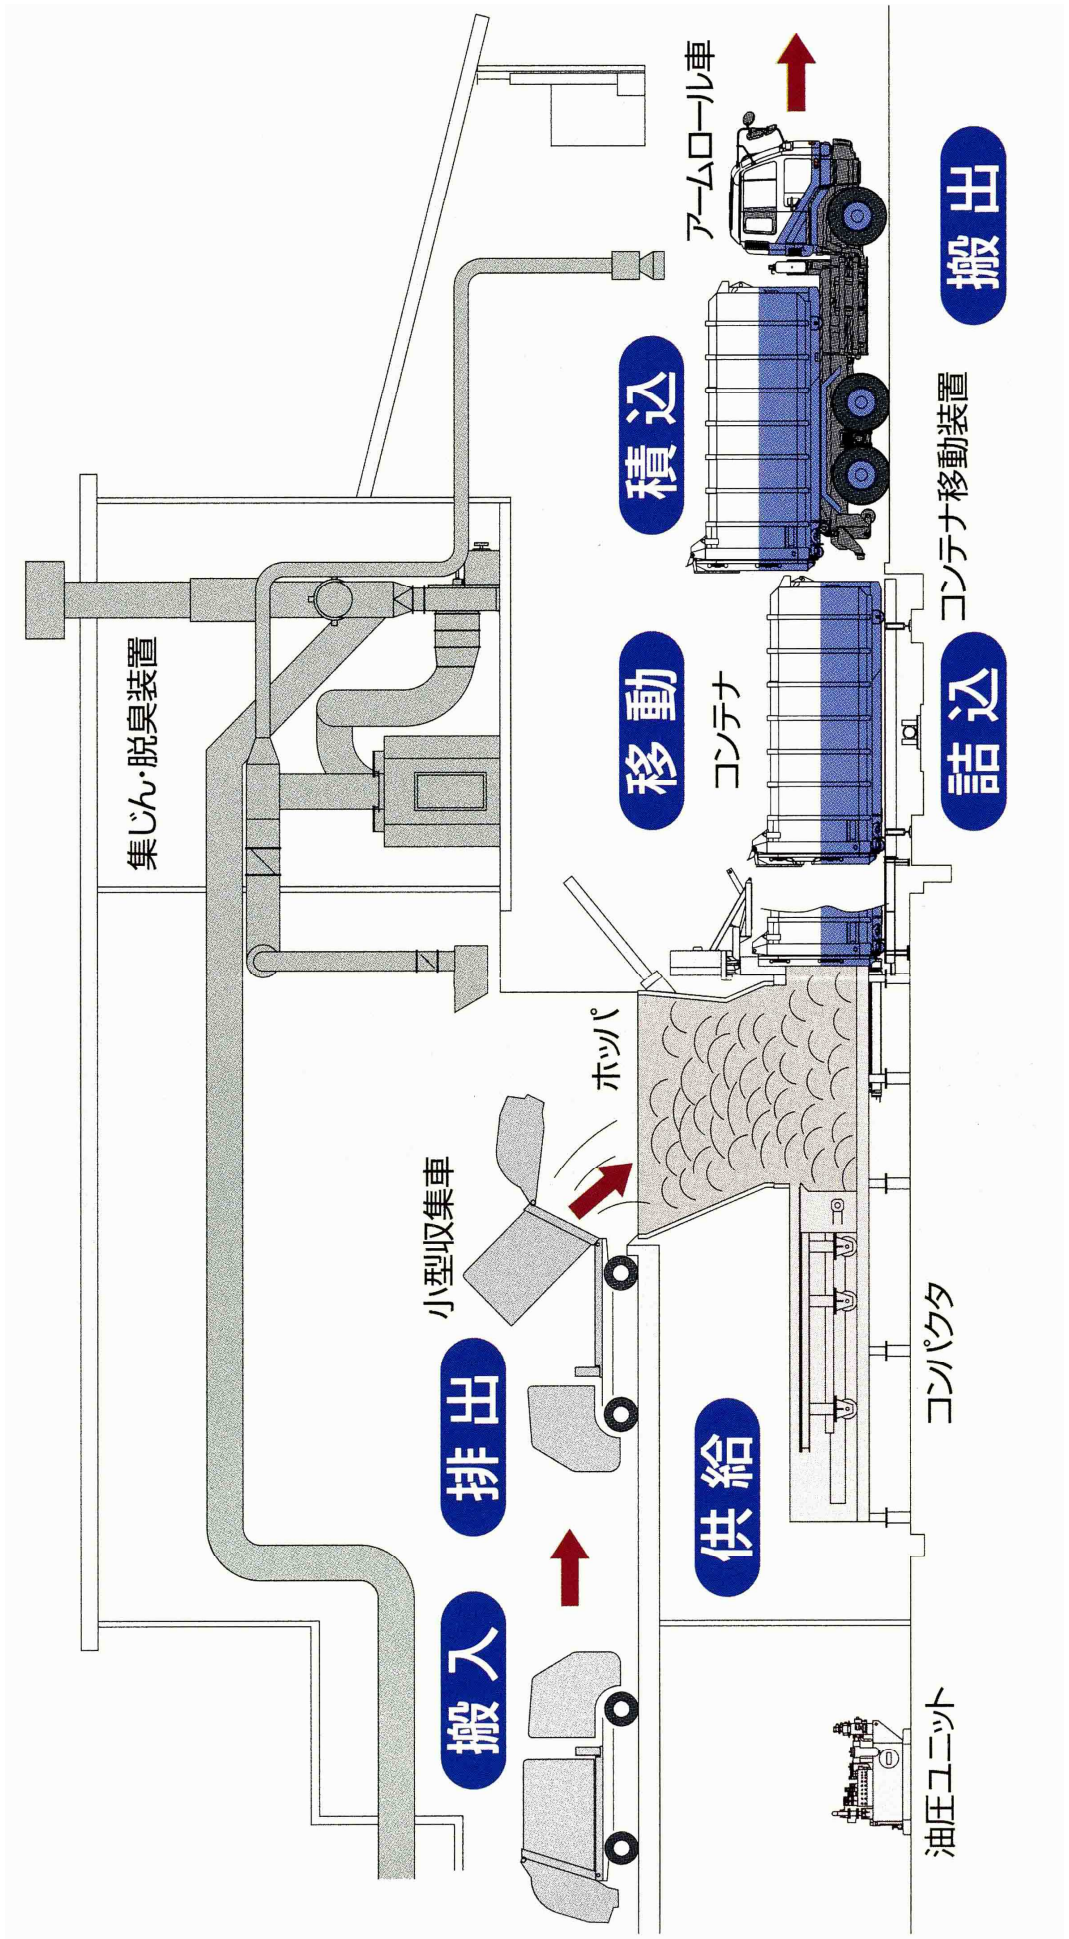 集じん・脱臭装置
搬入
排出
小型収集車
ホッパ
供給
コンパクタ
油圧ユニット
移動
コンテナ
詰込
コンテナ移動装置
積込
アームロール車
搬出